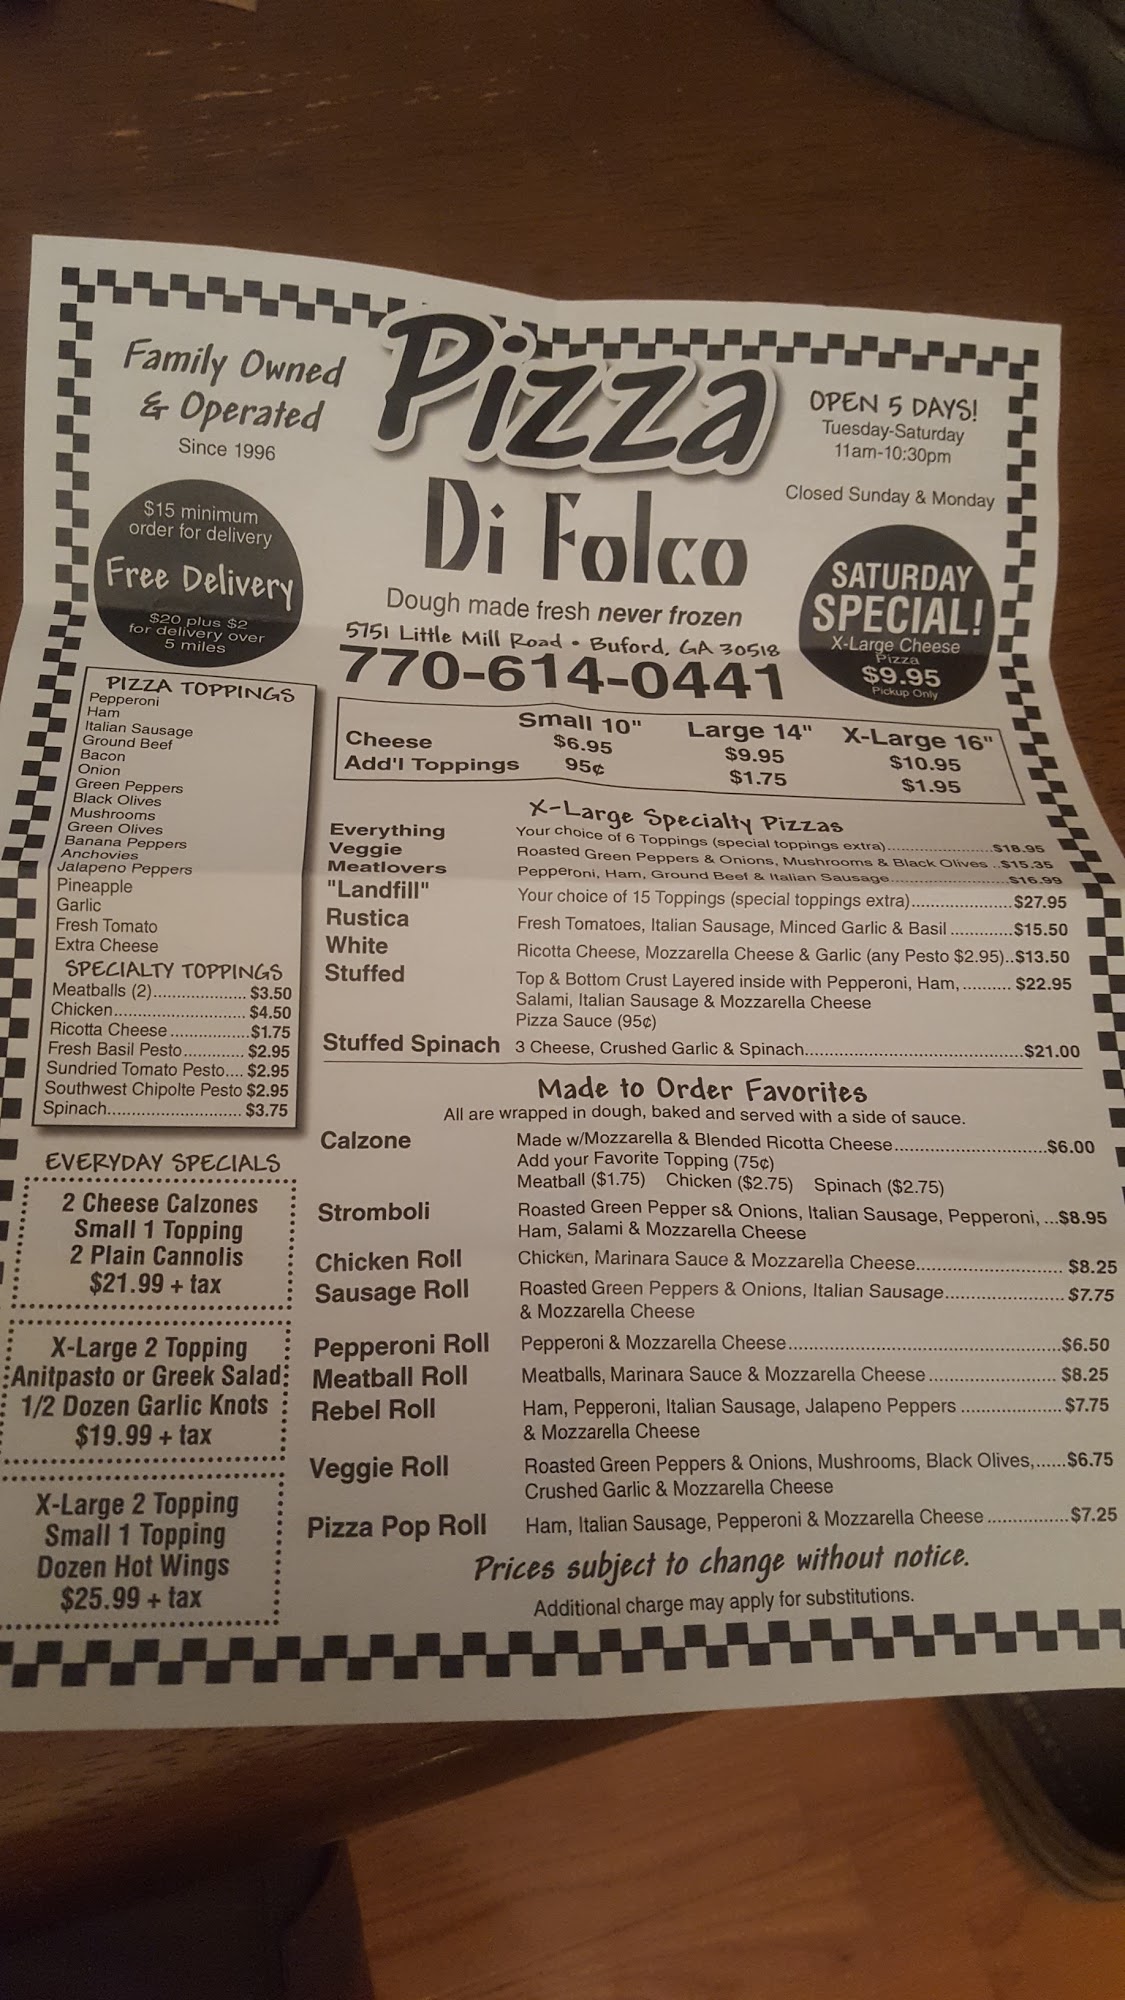 Family Owned
& Operated
Since 1996
Pizza
Di Folco
Dough made fresh never frozen
5751 Little Mill Road • Buford, GA 30518
770-614-0441
OPEN 5 DAYS!
Tuesday-Saturday
11am-10:30pm
Closed Sunday & Monday
$15 minimum
order for delivery
Free Delivery
$20 plus $2
for delivery over
5 miles
SATURDAY
SPECIAL!
X-Large Cheese
Pizza
$9.95
Pickup Only
PIZZA TOPPINGS
Pepperoni
Ham
Italian Sausage
Ground Beef
Bacon
Onion
Green Peppers
Black Olives
Mushrooms
Green Olives
Banana Peppers
Anchovies
Jalapeno Peppers
Pineapple
Garlic
Fresh Tomato
Extra Cheese
SPECIALTY TOPPINGS
Meatballs (2)..................... $3.50
Chicken............................. $4.50
Ricotta Cheese.................$1.75
Fresh Basil Pesto............. $2.95
Sundried Tomato Pesto.... $2.95
Southwest Chipolte Pesto $2.95
Spinach............................. $3.75
EVERYDAY SPECIALS
2 Cheese Calzones
Small 1 Topping
2 Plain Cannolis
$21.99 + tax
X-Large 2 Topping
Anitpasto or Greek Salad
1/2 Dozen Garlic Knots
$19.99 + tax
X-Large 2 Topping
Small 1 Topping
Dozen Hot Wings
$25.99 + tax
Small 10" Large 14" X-Large 16"
Cheese $6.95 $9.95 $10.95
Add'l Toppings 95¢ $1.75 $1.95
X-Large Specialty Pizzas
Everything Your choice of 6 Toppings (special toppings extra).....................$18.95
Veggie Roasted Green Peppers & Onions, Mushrooms & Black Olives ..$15.35
Meatlovers Pepperoni, Ham, Ground Beef & Italian Sausage.......................$16.99
"Landfill" Your choice of 15 Toppings (special toppings extra)....................$27.95
Rustica Fresh Tomatoes, Italian Sausage, Minced Garlic & Basil ............$15.50
White Ricotta Cheese, Mozzarella Cheese & Garlic (any Pesto $2.95)..$13.50
Stuffed Top & Bottom Crust Layered inside with Pepperoni, Ham,.......... $22.95
Salami, Italian Sausage & Mozzarella Cheese
Pizza Sauce (95¢)
Stuffed Spinach 3 Cheese, Crushed Garlic & Spinach..........................................$21.00
Made to Order Favorites
All are wrapped in dough, baked and served with a side of sauce.
Calzone Made w/Mozzarella & Blended Ricotta Cheese............................$6.00
Add your Favorite Topping (75¢)
Meatball ($1.75) Chicken ($2.75) Spinach ($2.75)
Stromboli Roasted Green Pepper s& Onions, Italian Sausage, Pepperoni, ...$8.95
Ham, Salami & Mozzarella Cheese
Chicken Roll Chicken, Marinara Sauce & Mozzarella Cheese........................... $8.25
Sausage Roll Roasted Green Peppers & Onions, Italian Sausage...................... $7.75
& Mozzarella Cheese
Pepperoni Roll Pepperoni & Mozzarella Cheese..................................................$6.50
Meatball Roll Meatballs, Marinara Sauce & Mozzarella Cheese ........................ $8.25
Rebel Roll Ham, Pepperoni, Italian Sausage, Jalapeno Peppers ...................$7.75
& Mozzarella Cheese
Veggie Roll Roasted Green Peppers & Onions, Mushrooms, Black Olives,......$6.75
Crushed Garlic & Mozzarella Cheese
Pizza Pop Roll Ham, Italian Sausage, Pepperoni & Mozzarella Cheese ...............$7.25
Prices subject to change without notice.
Additional charge may apply for substitutions.